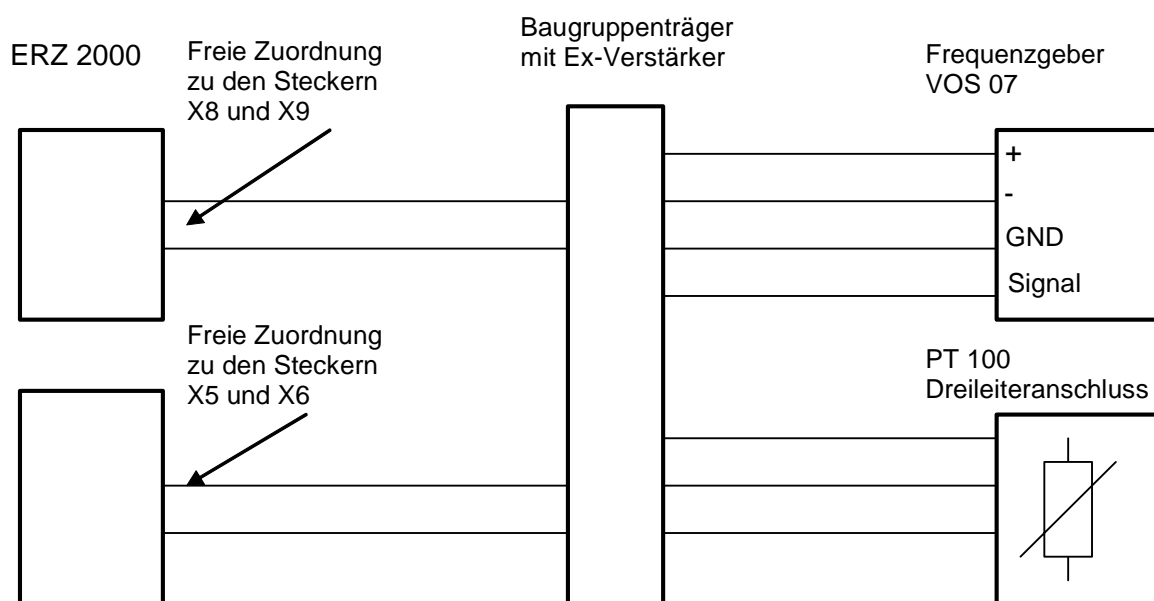 ERZ 2000
Freie Zuordnung
zu den Steckern
X8 und X9
Baugruppenträger
mit Ex-Verstärker
Frequenzgeber
VOS 07
+
-
GND
Signal
Freie Zuordnung
zu den Steckern
X5 und X6
PT 100
Dreileiteranschluss